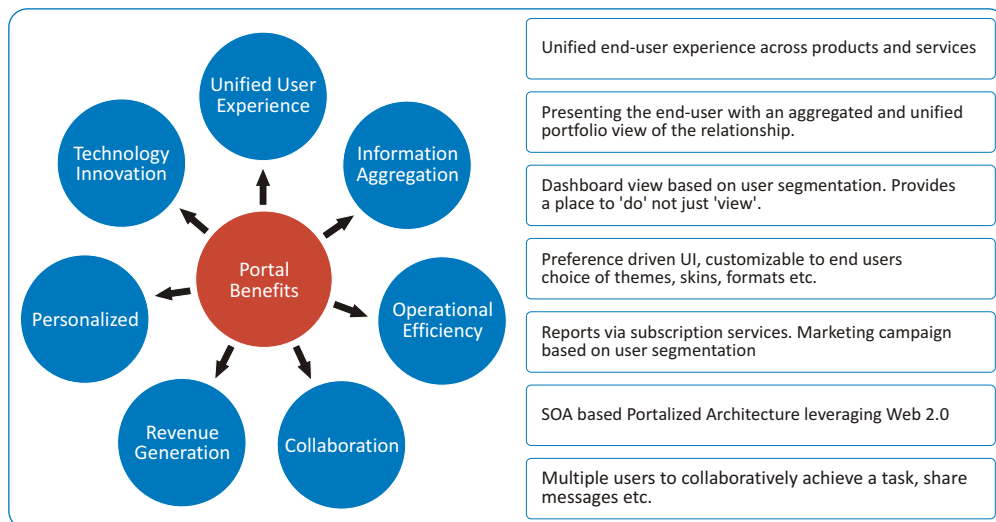 Unified User
Experience
Technology
Innovation
Information
Aggregation
Portal
Benefits
Personalized
Operational
Efficiency
Revenue
Generation
Collaboration
Unified end-user experience across products and services
Presenting the end-user with an aggregated and unified
portfolio view of the relationship.
Dashboard view based on user segmentation. Provides
a place to 'do' not just 'view'.
Preference driven UI, customizable to end users
choice of themes, skins, formats etc.
Reports via subscription services. Marketing campaign
based on user segmentation
SOA based Portalized Architecture leveraging Web 2.0
Multiple users to collaboratively achieve a task, share
messages etc.